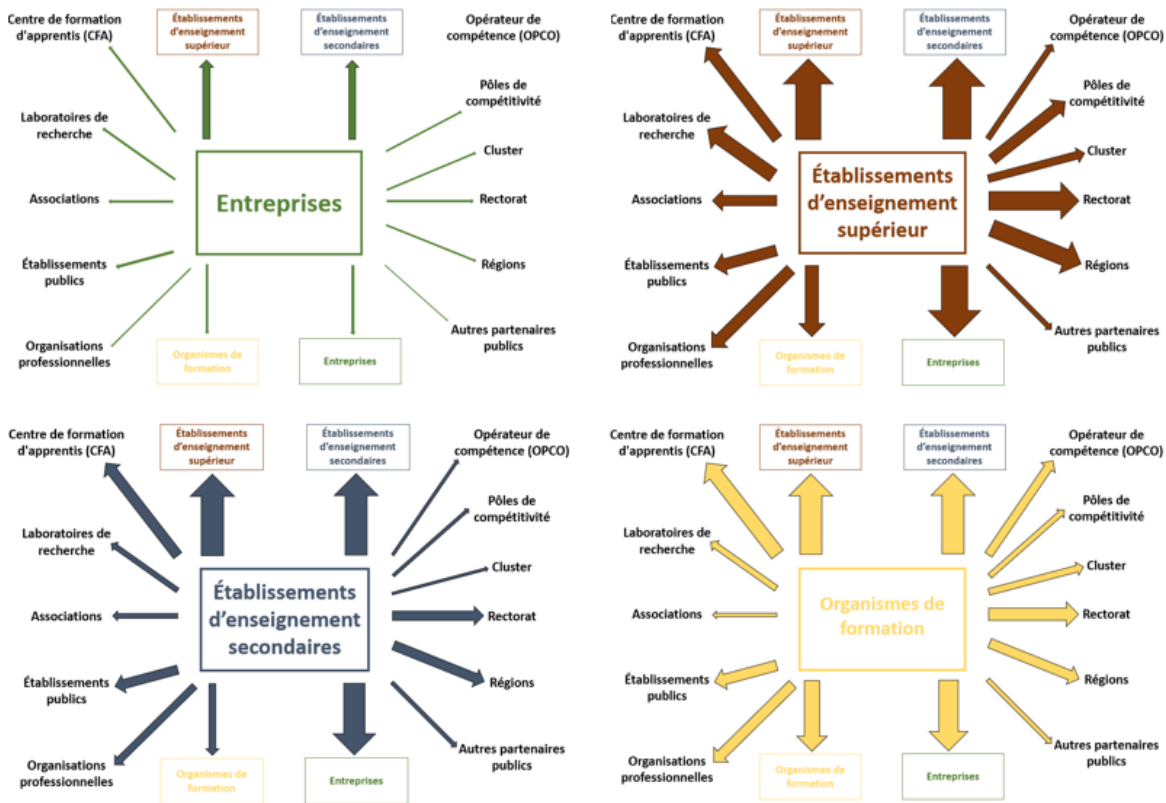 Centre de formation
d'apprentis (CFA)
Établissements
d'enseignement
supérieur
Établissements
d'enseignement
secondaires
Opérateur de
compétence (OPCO)
Pôles de
compétitivité
Laboratoires de
recherche
Cluster
Associations
Entreprises
Rectorat
Établissements
publics
Régions
Organisations
professionnelles
Organismes de
formation
Entreprises
Autres partenaires
publics
Centre de formation
d'apprentis (CFA)
Établissements
d'enseignement
supérieur
Établissements
d'enseignement
secondaires
Opérateur de
compétence (OPCO)
Pôles de
compétitivité
Laboratoires de
recherche
Cluster
Associations
Établissements
d'enseignement
supérieur
Rectorat
Établissements
publics
Régions
Organisations
professionnelles
Organismes de
formation
Entreprises
Autres partenaires
publics
Centre de formation
d'apprentis (CFA)
Établissements
d'enseignement
supérieur
Établissements
d'enseignement
secondaires
Opérateur de
compétence (OPCO)
Pôles de
compétitivité
Laboratoires de
recherche
Cluster
Associations
Établissements
d'enseignement
secondaires
Rectorat
Établissements
publics
Régions
Organisations
professionnelles
Organismes de
formation
Entreprises
Autres partenaires
publics
Centre de formation
d'apprentis (CFA)
Établissements
d'enseignement
supérieur
Établissements
d'enseignement
secondaires
Opérateur de
compétence (OPCO)
Pôles de
compétitivité
Laboratoires de
recherche
Cluster
Associations
Organismes de
formation
Rectorat
Établissements
publics
Régions
Organisations
professionnelles
Organismes de
formation
Entreprises
Autres partenaires
publics